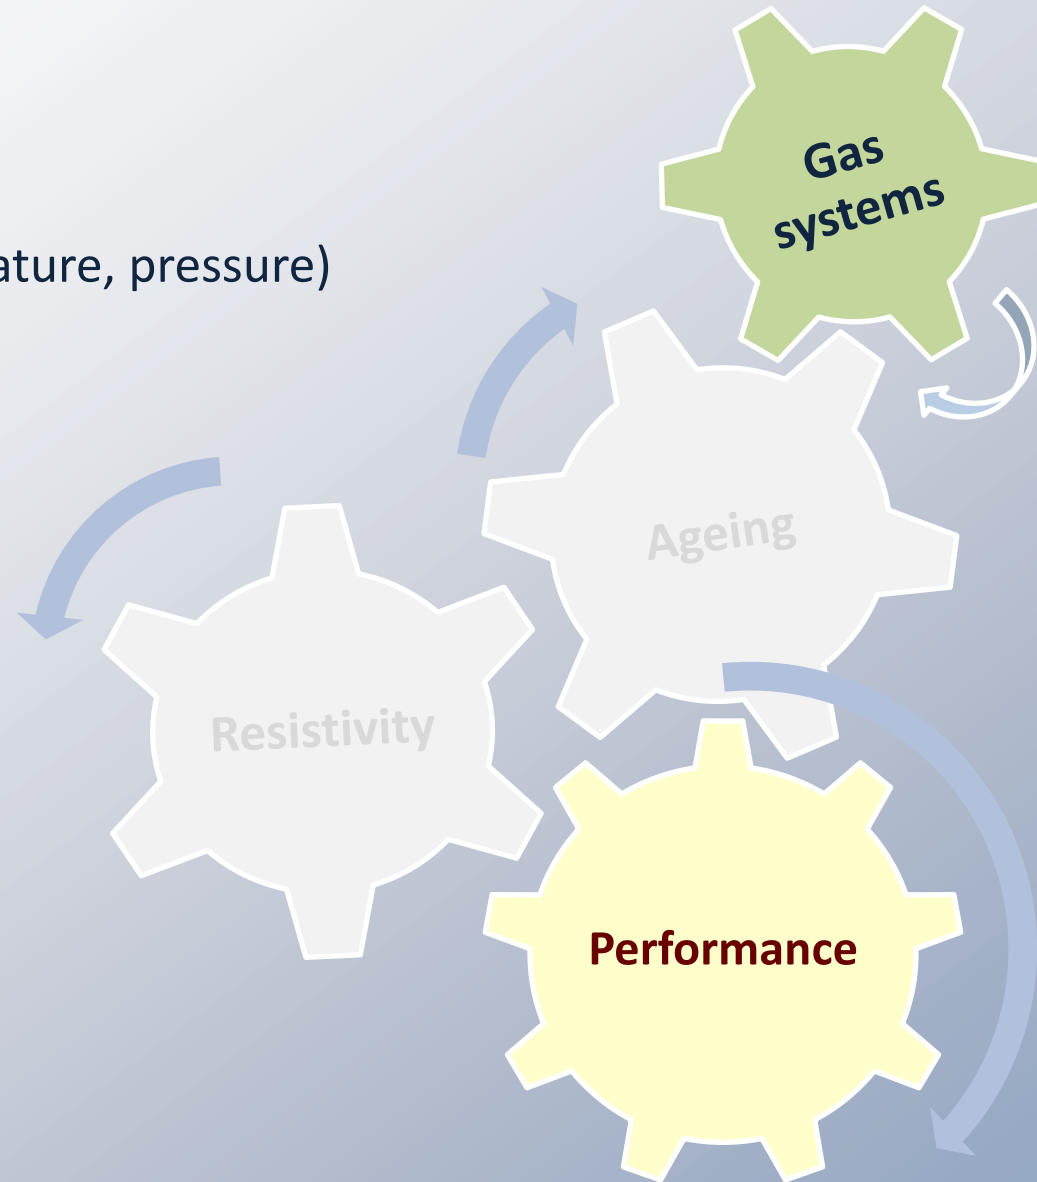 Gas
systems
ature, pressure)
Ageing
Resistivity
Performance